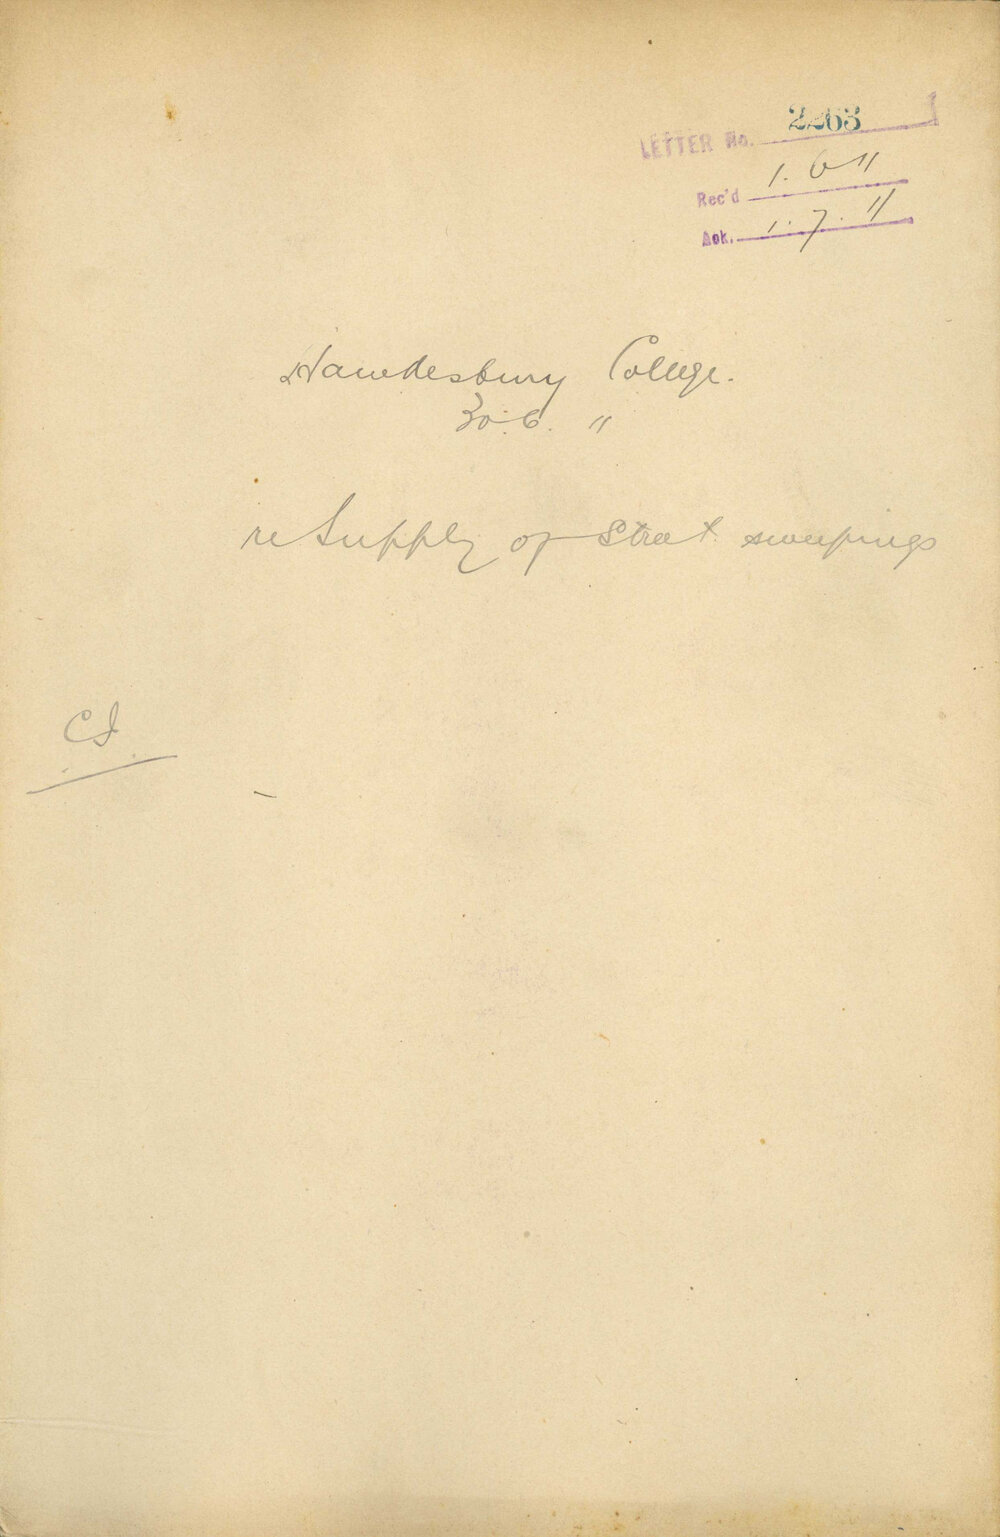 LETTER No. 2263
Rec'd 1. 6 11
Ack. 1. 7. 11
Hawkesbury College.
30. 6. 11
re Supply of Street sweepings